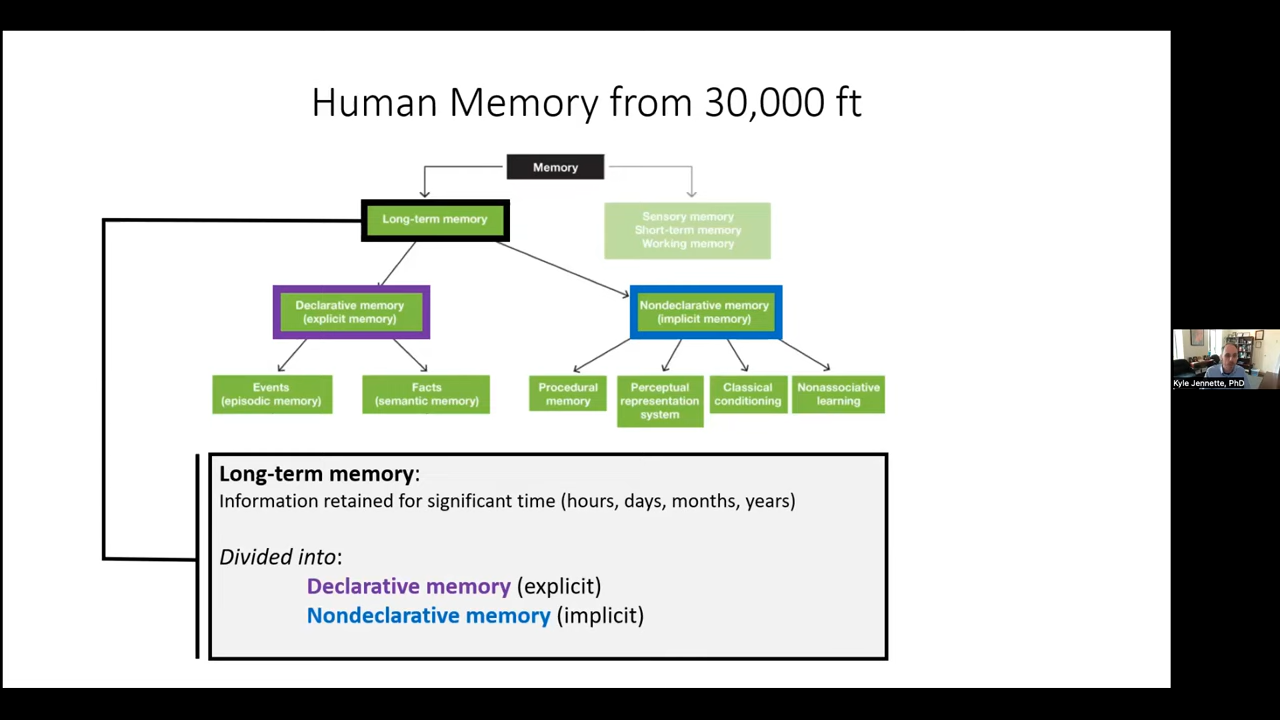 Human Memory from 30,000 ft
Memory
Long-term memory
Sensory memory
Short-term memory
Working memory
Declarative memory
(explicit memory)
Nondeclarative memory
(implicit memory)
Events
(episodic memory)
Facts
(semantic memory)
Procedural
memory
Perceptual
representation
system
Classical
conditioning
Nonassociative
learning
Long-term memory:
Information retained for significant time (hours, days, months, years)
Divided into:
Declarative memory (explicit)
Nondeclarative memory (implicit)
Kyle Jennette, PhD